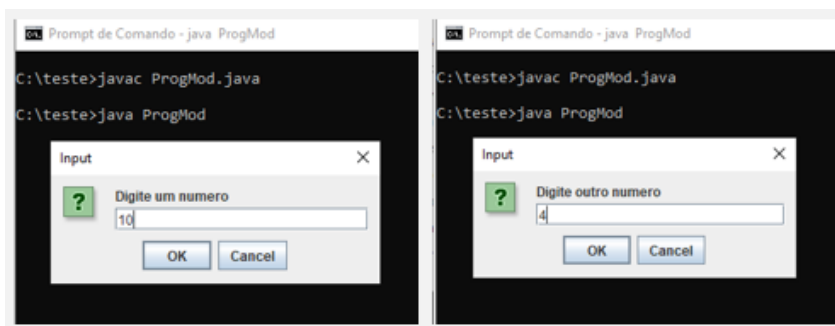 Prompt de Comando - java ProgMod
C:\teste>javac ProgMod.java
C:\teste>java ProgMod
Input
Digite um numero
10
OK Cancel
Prompt de Comando - java ProgMod
C:\teste>javac ProgMod.java
C:\teste>java ProgMod
Input
Digite outro numero
4
OK Cancel